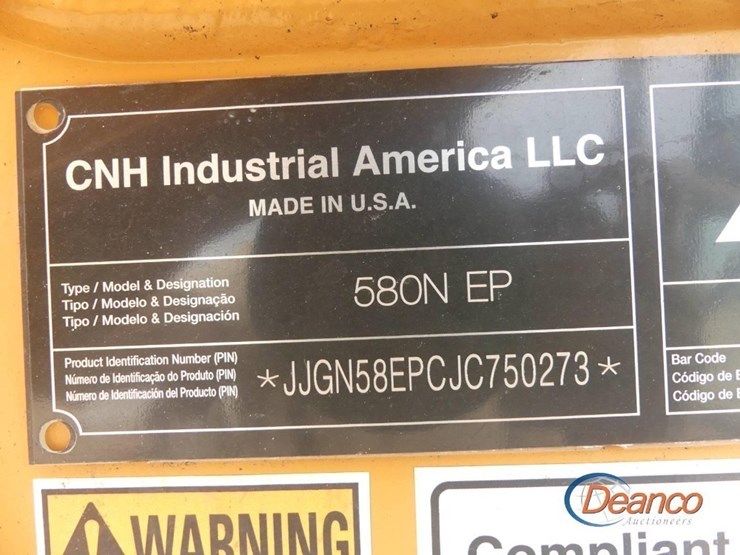 CNH Industrial America LLC
MADE IN U.S.A.
Type / Model & Designation
Tipo / Modelo & Designação
Tipo / Modelo & Designación
580N EP
Product Identification Number (PIN)
Número de Identificação do Produto (PIN)
Número de Identificación del Producto (PIN)
*JJGN58EPCJC750273*
Bar Code
Código de
Código de
WARNING
Compliant
Deanco
Auctioneers